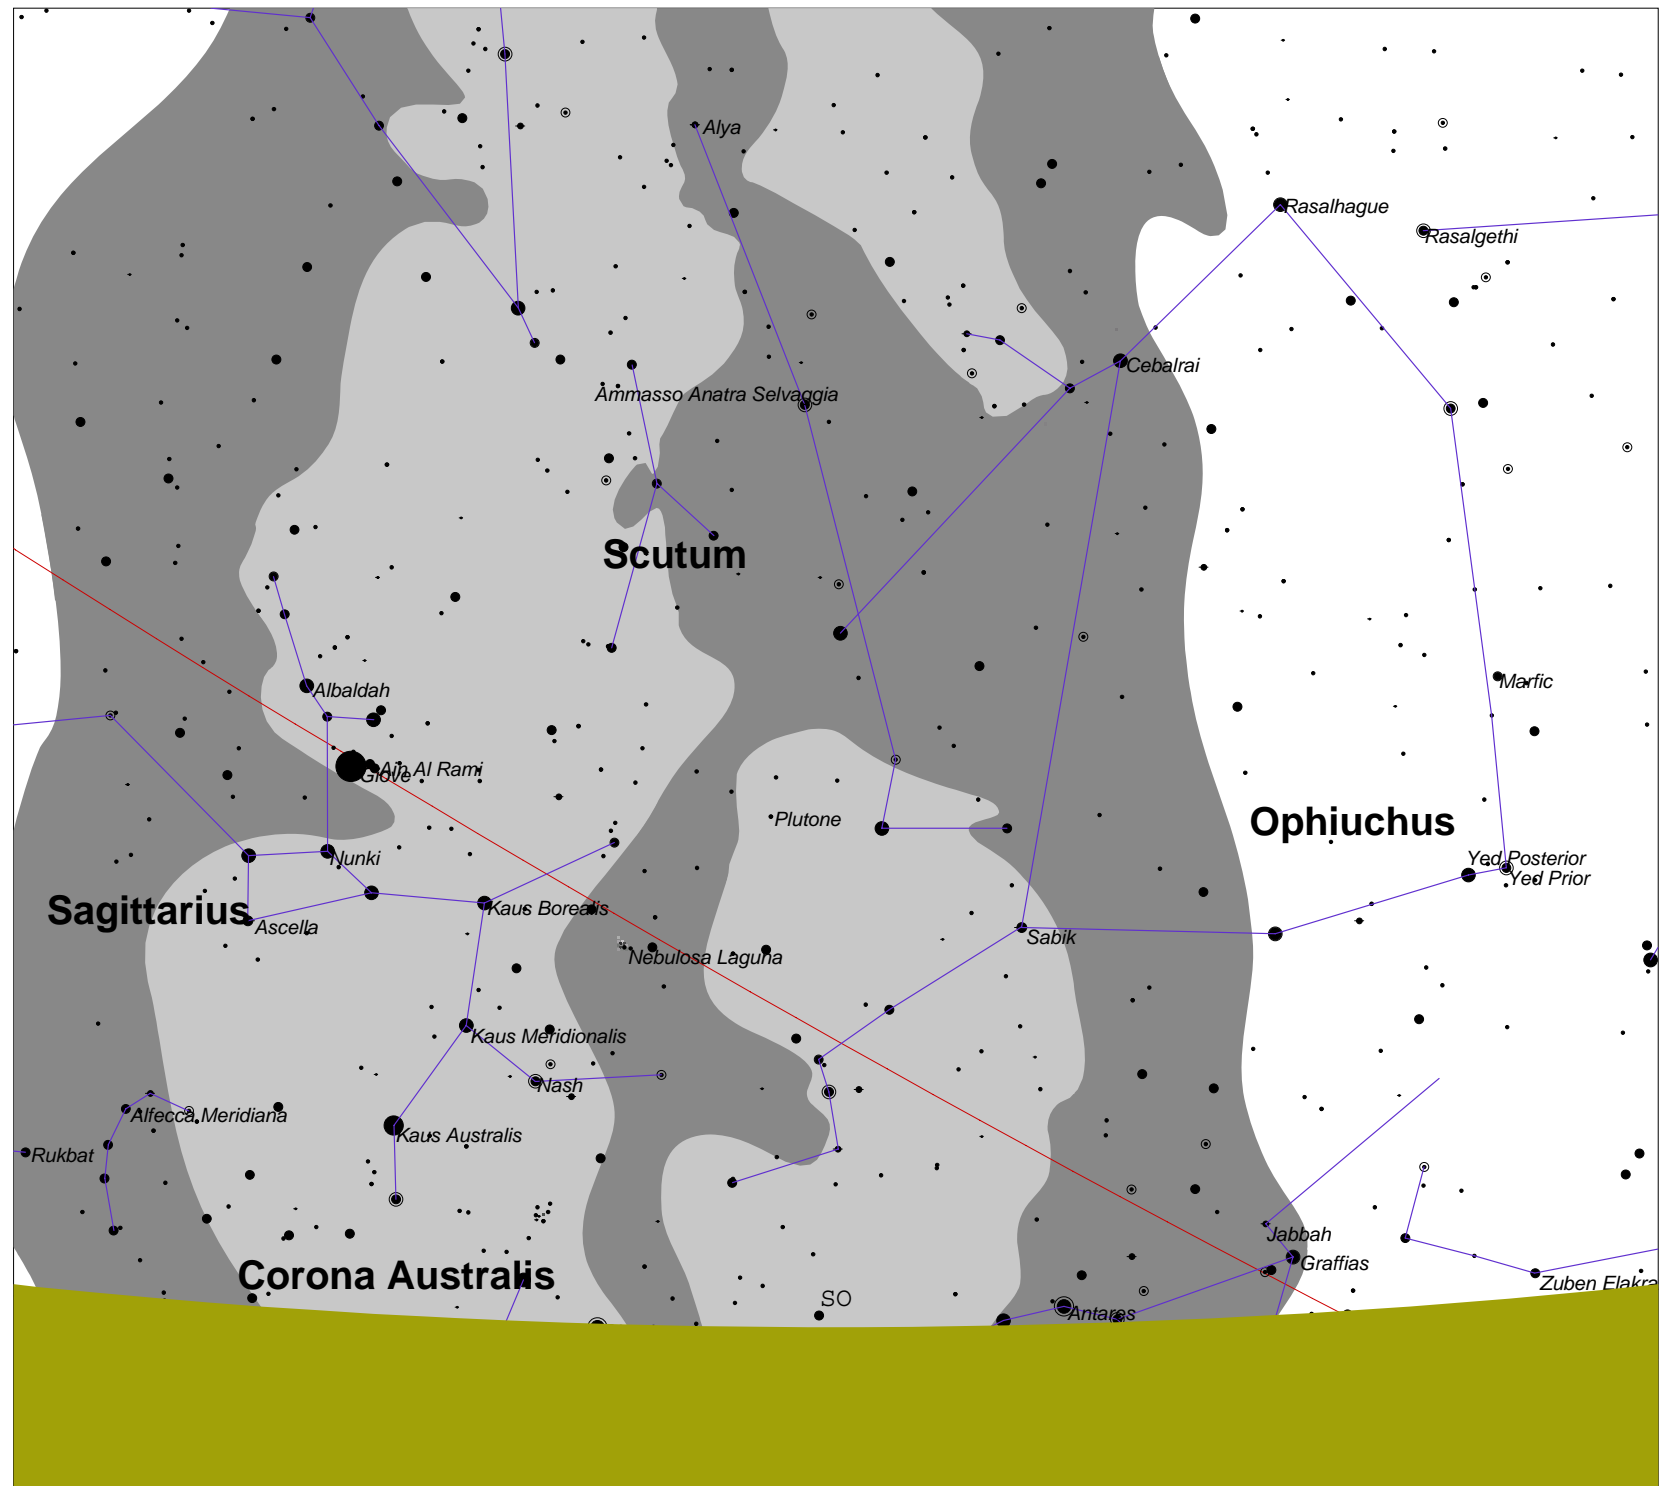 Alya
Rasalhague
Rasalgethi
Cebalrai
Ammasso Anatra Selvaggia
Scutum
Albaldah
Marfic
Ain Al Rami
Giove
Plutone
Ophiuchus
Nunki
Yed Posterior
Yed Prior
Sagittarius
Kaus Borealis
Ascella
Sabik
Nebulosa Laguna
Kaus Meridionalis
Nash
Alfecca Meridiana
Kaus Australis
Rukbat
Jabbah
Graffias
Corona Australis
Zuben Elakra
SO
Antares